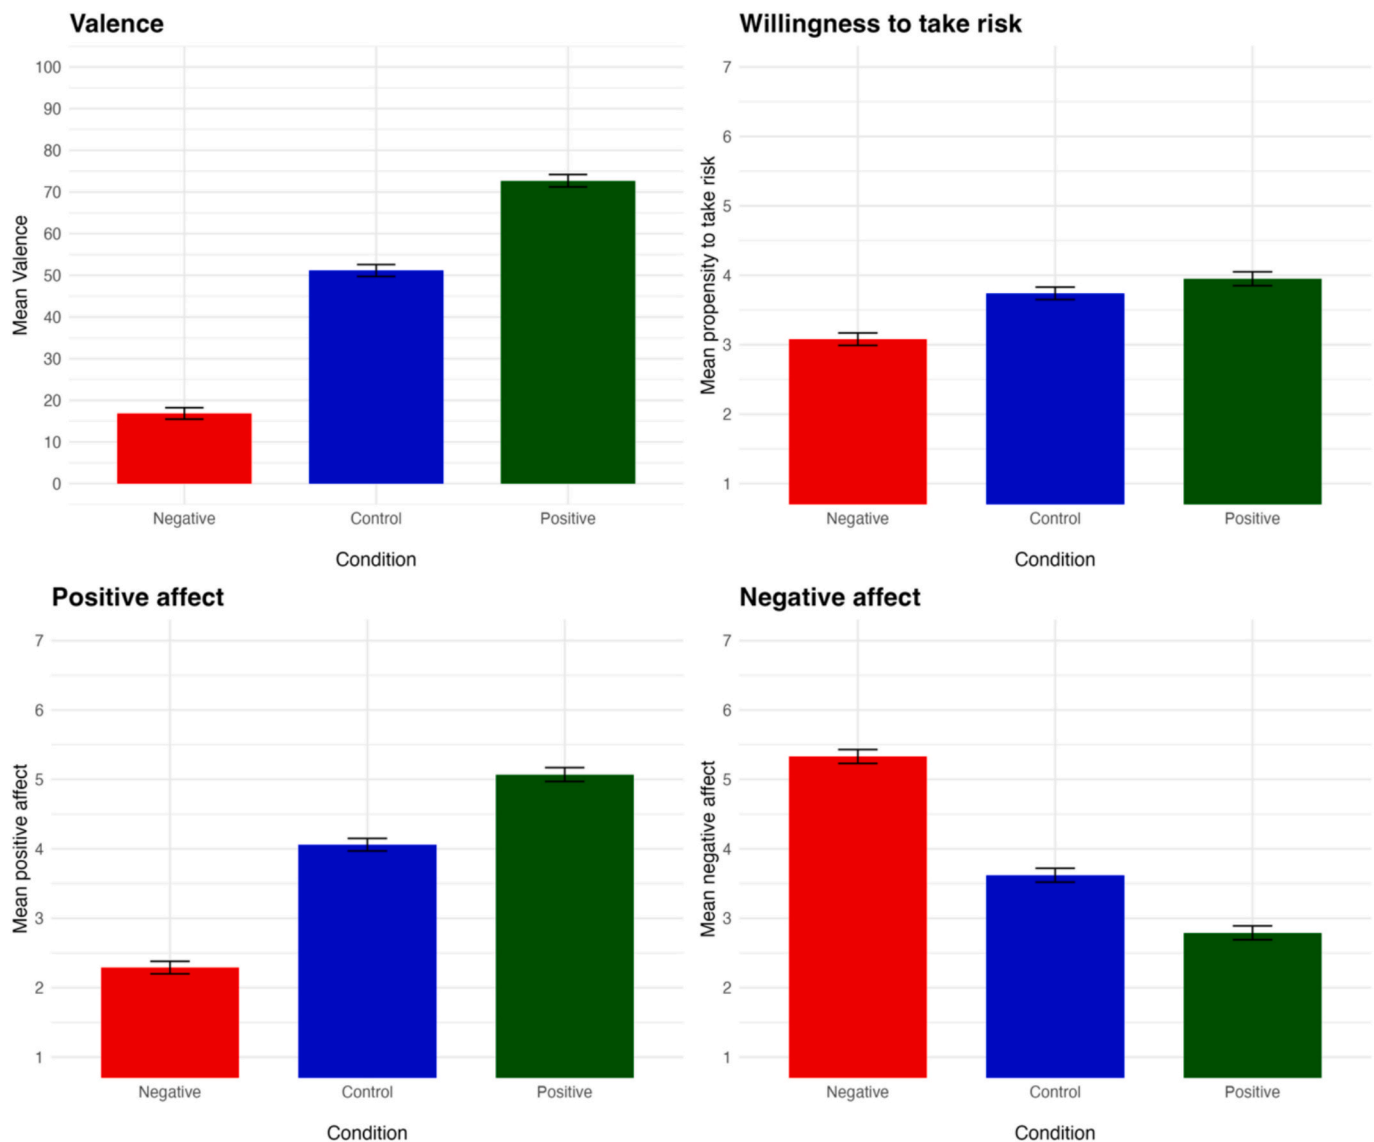 Valence
Mean Valence
100
90
80
70
60
50
40
30
20
10
0
Negative Control Positive
Condition
Willingness to take risk
Mean propensity to take risk
7
6
5
4
3
2
1
Negative Control Positive
Condition
Positive affect
Mean positive affect
7
6
5
4
3
2
1
Negative Control Positive
Condition
Negative affect
Mean negative affect
7
6
5
4
3
2
1
Negative Control Positive
Condition